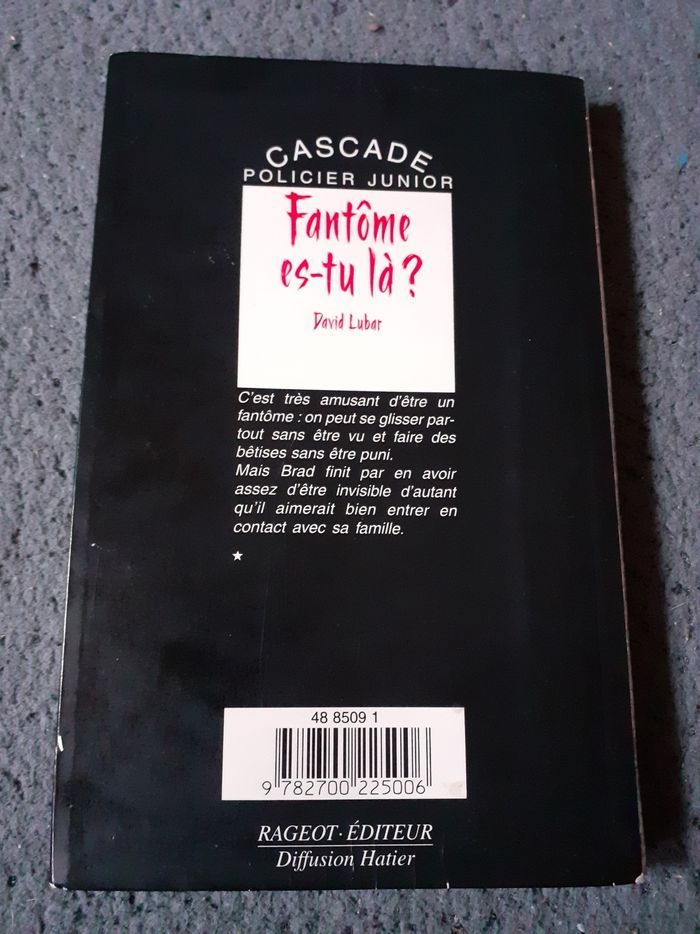 CASCADE
POLICIER JUNIOR
Fantôme
es-tu là ?
David Lubar
C'est très amusant d'être un
fantôme : on peut se glisser par-
tout sans être vu et faire des
bêtises sans être puni.
Mais Brad finit par en avoir
assez d'être invisible d'autant
qu'il aimerait bien entrer en
contact avec sa famille.
48 8509 1
9 782700 225006
RAGEOT·ÉDITEUR
Diffusion Hatier